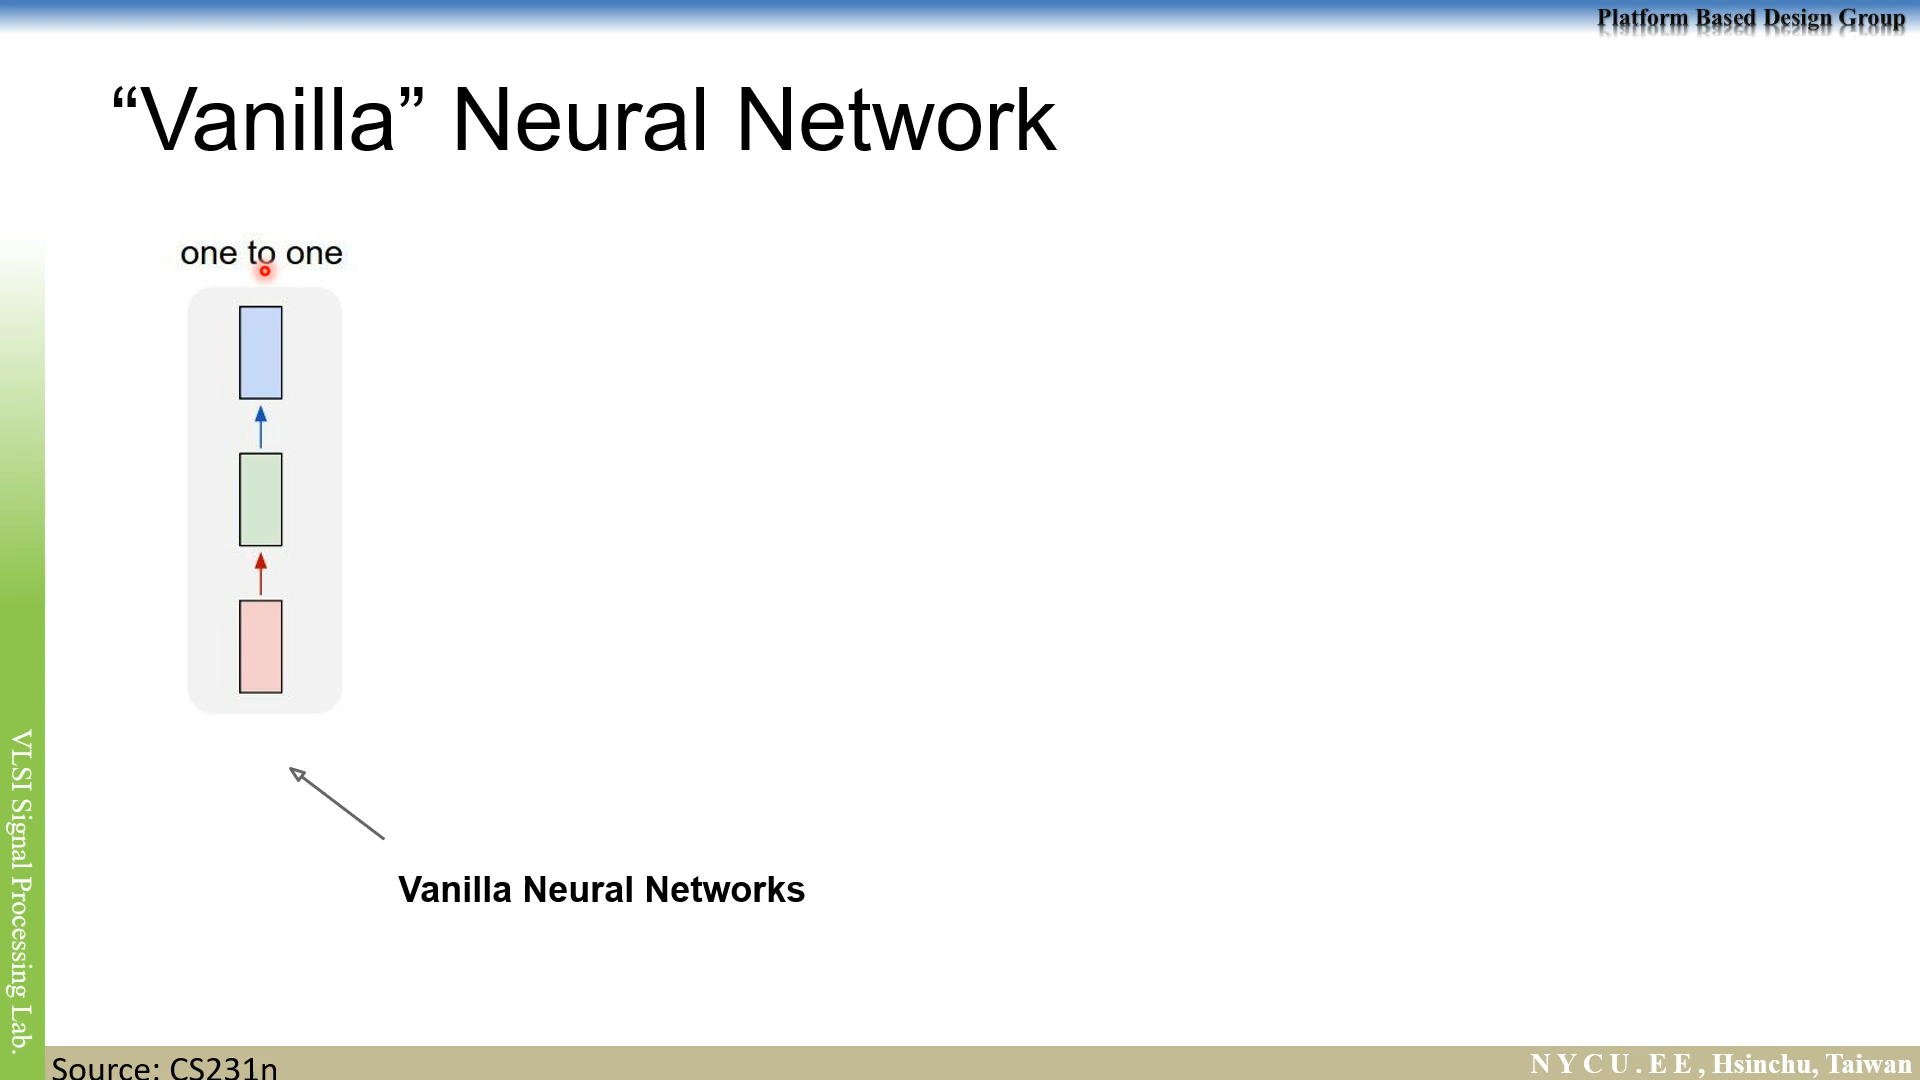 Platform Based Design Group
“Vanilla” Neural Network
one to one
Vanilla Neural Networks
VLSI Signal Processing Lab.
Source: CS231n
N Y C U . E E , Hsinchu, Taiwan